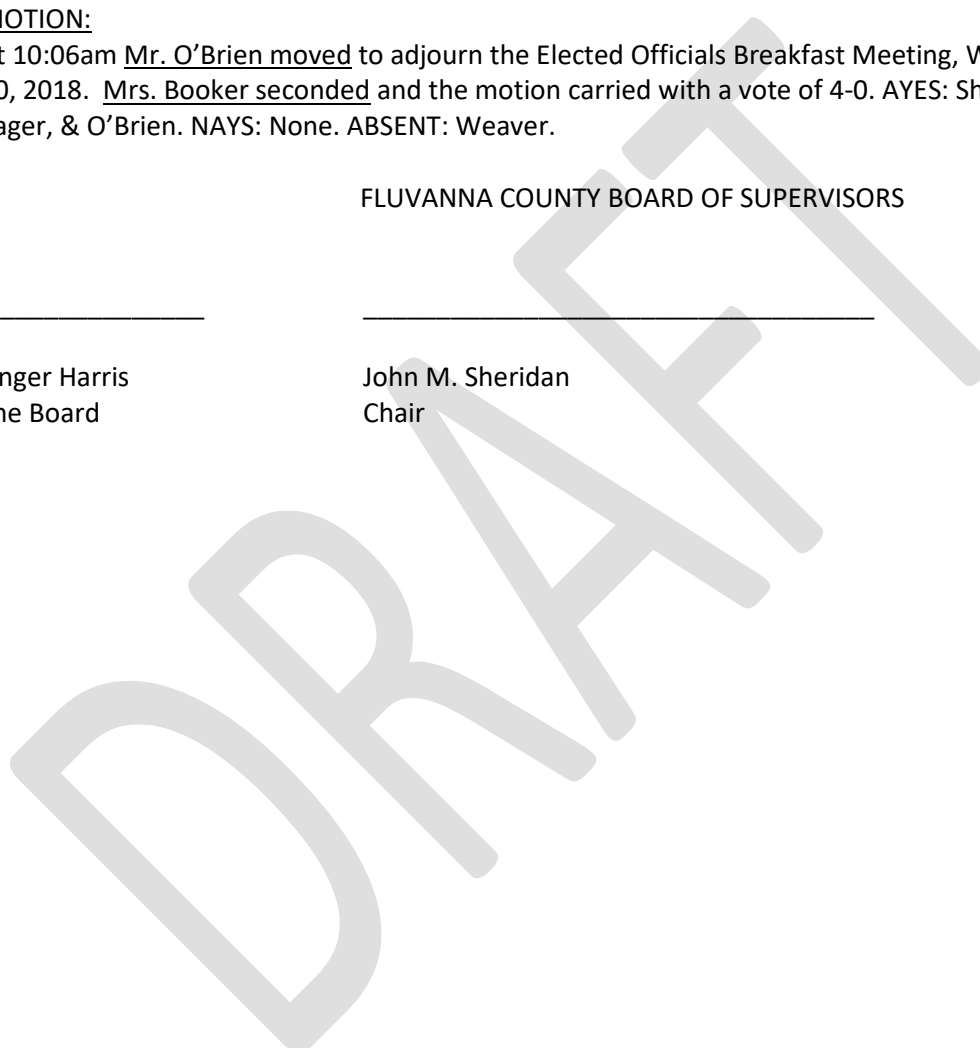 MOTION:
t 10:06am Mr. O'Brien moved to adjourn the Elected Officials Breakfast Meeting, W
0, 2018. Mrs. Booker seconded and the motion carried with a vote of 4-0. AYES: Sh
ager, & O'Brien. NAYS: None. ABSENT: Weaver.
FLUVANNA COUNTY BOARD OF SUPERVISORS
nger Harris John M. Sheridan
he Board Chair
DRAFT